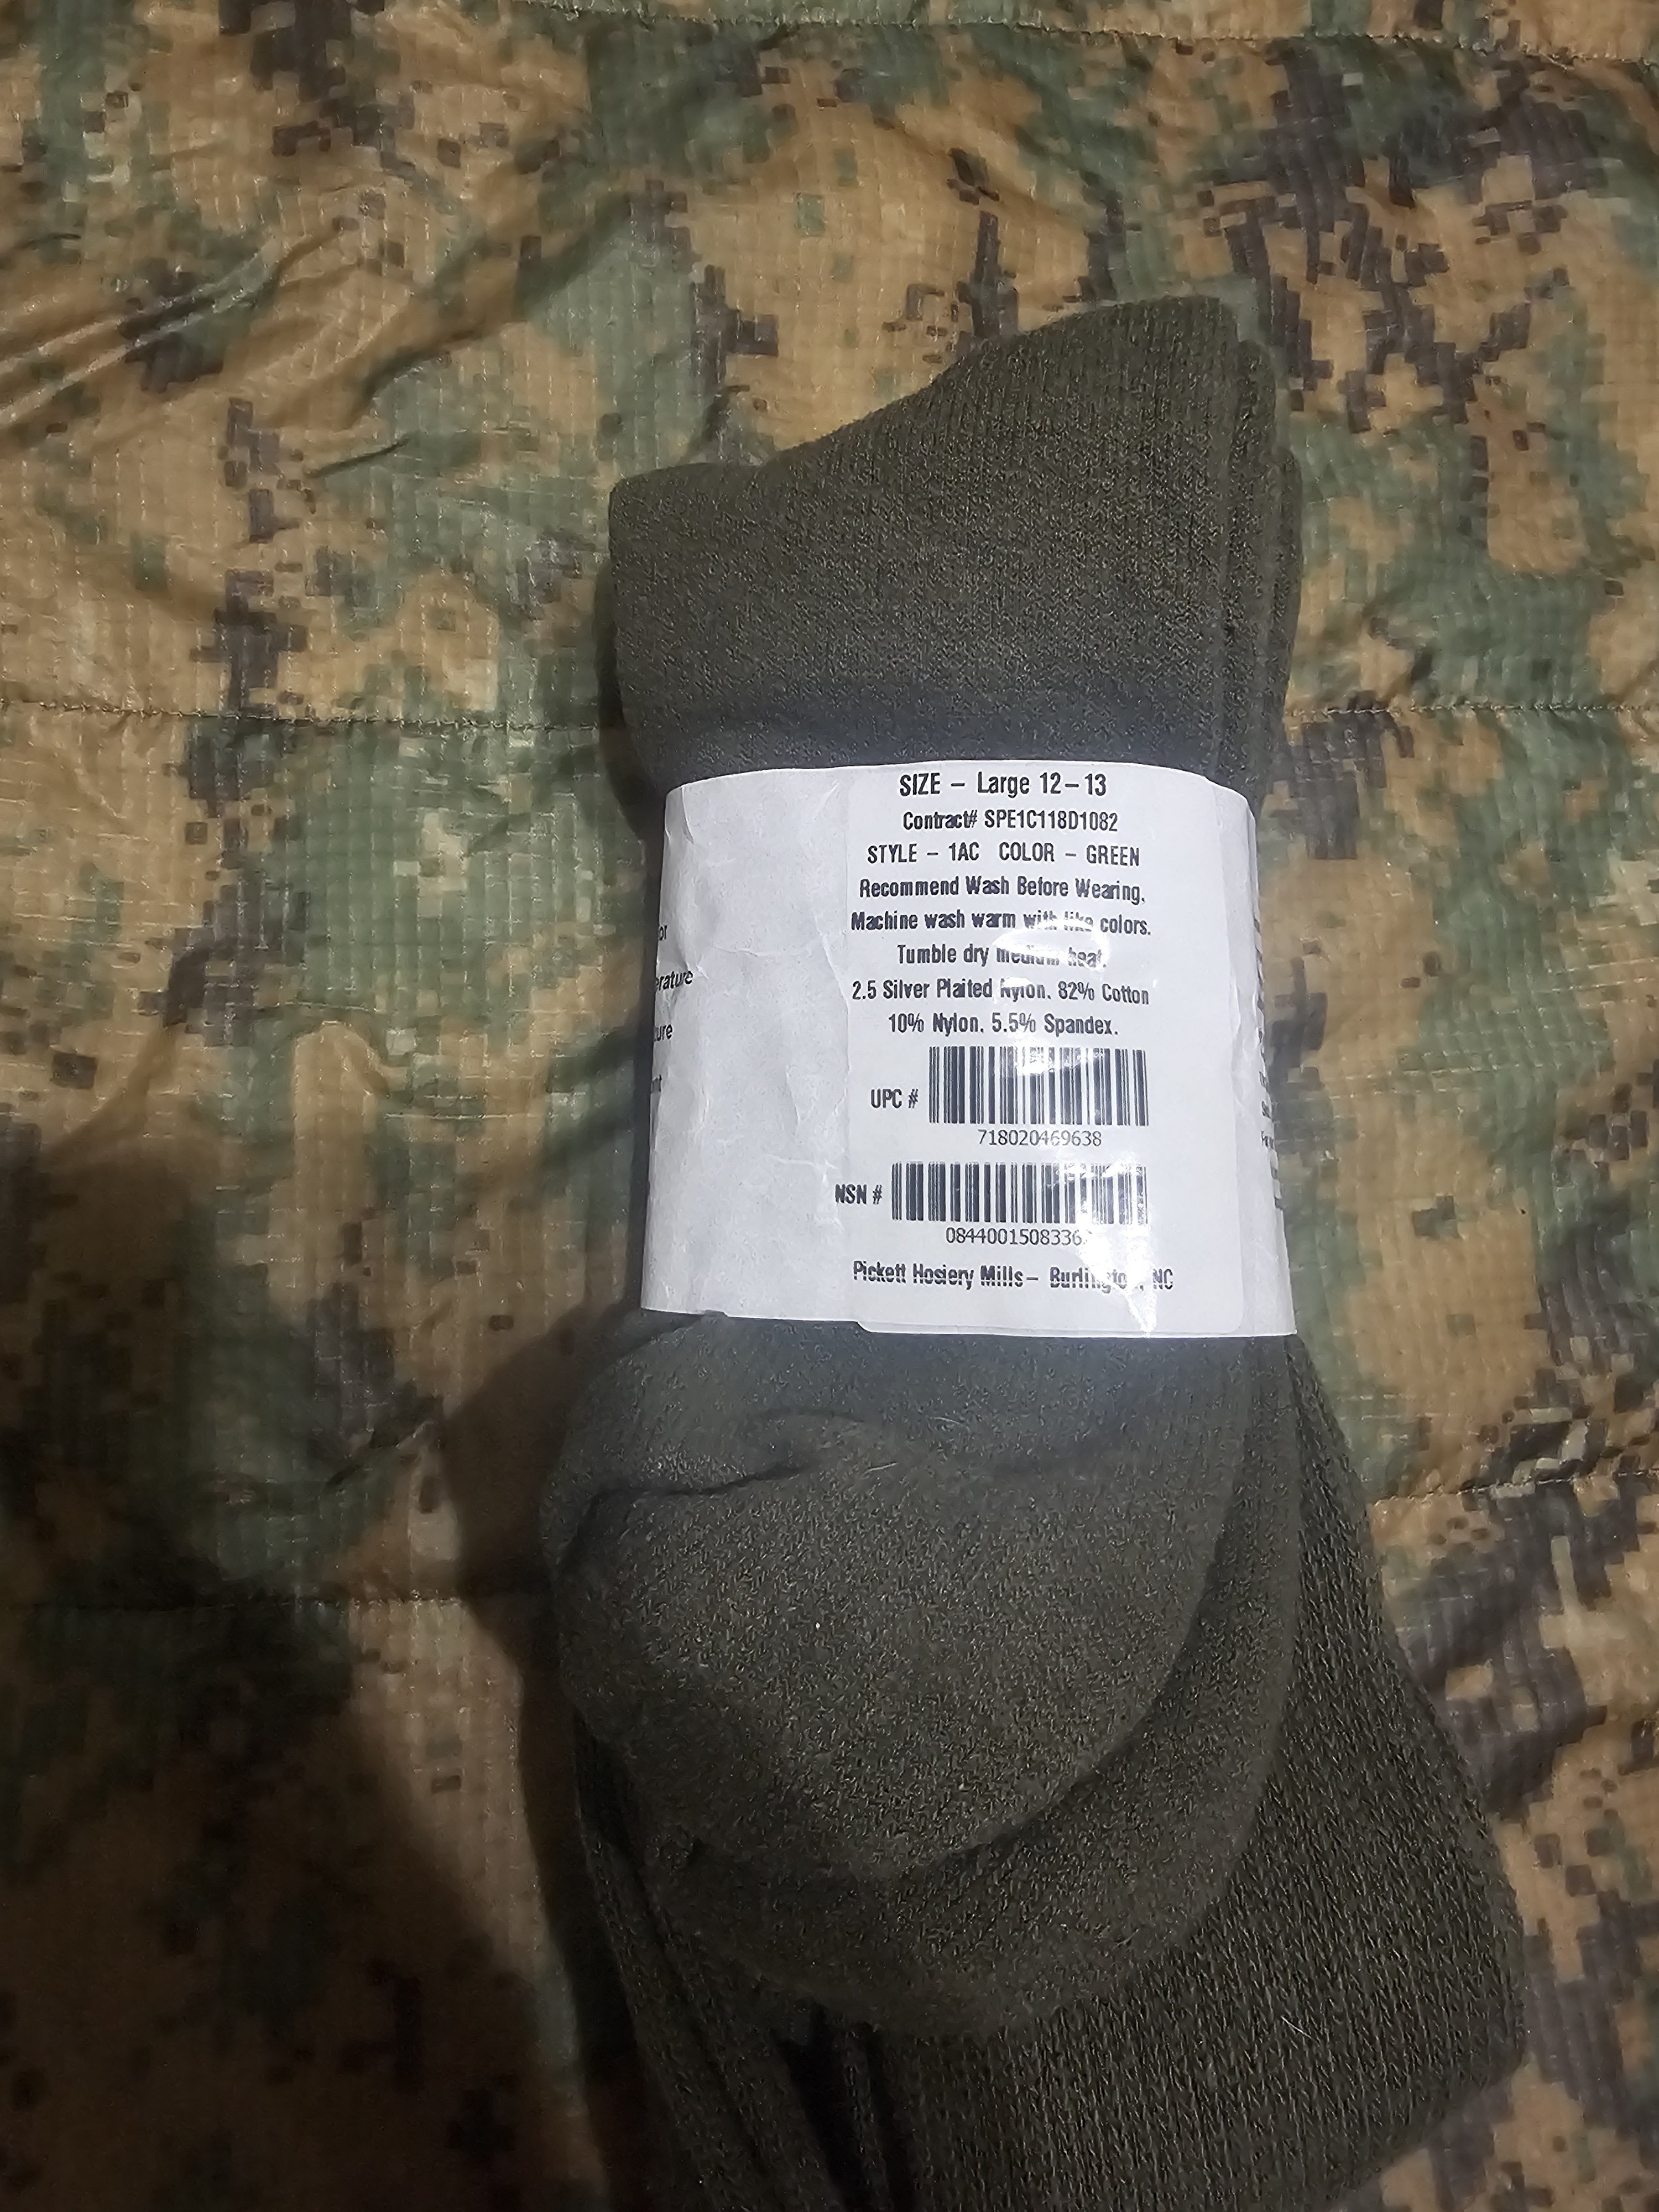 SIZE – Large 12–13
Contract# SPE1C118D1082
STYLE – 1AC COLOR – GREEN
Recommend Wash Before Wearing.
Machine wash warm with like colors.
Tumble dry medium heat.
2.5 Silver Plaited Nylon. 82% Cotton
10% Nylon. 5.5% Spandex.
UPC #
718020469638
NSN #
Pickett Hosiery Mills– Burlington, NC